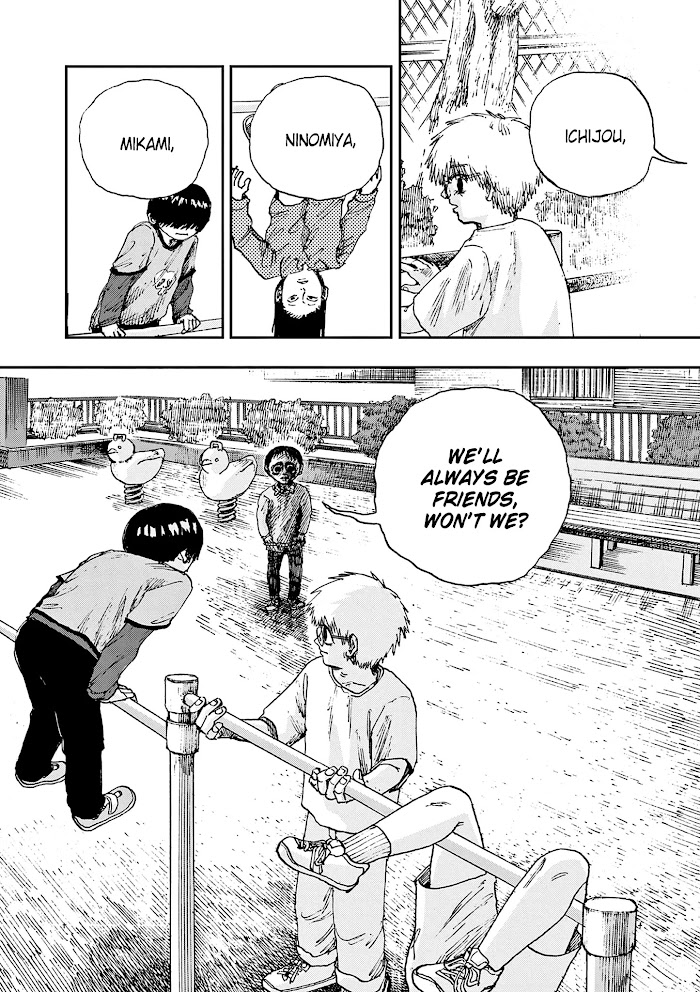 ICHIJOU,
NINOMIYA,
MIKAMI,
WE'LL
ALWAYS BE
FRIENDS,
WON'T WE?